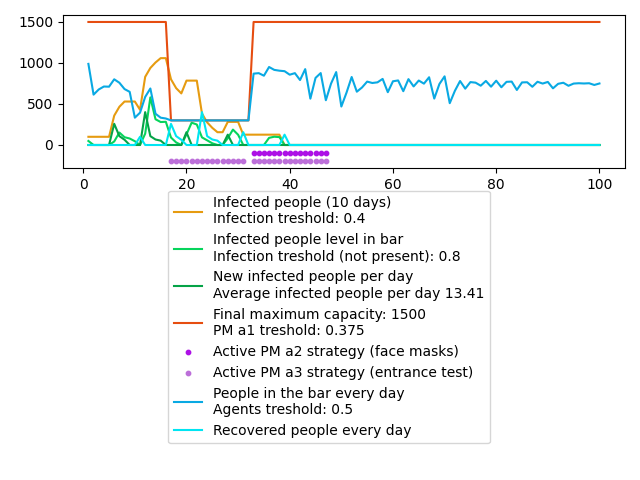 1500
1000
500
0
0 20 40 60 80 100
Infected people (10 days)
Infection treshold: 0.4
Infected people level in bar
Infection treshold (not present): 0.8
New infected people per day
Average infected people per day 13.41
Final maximum capacity: 1500
PM a1 treshold: 0.375
Active PM a2 strategy (face masks)
Active PM a3 strategy (entrance test)
People in the bar every day
Agents treshold: 0.5
Recovered people every day